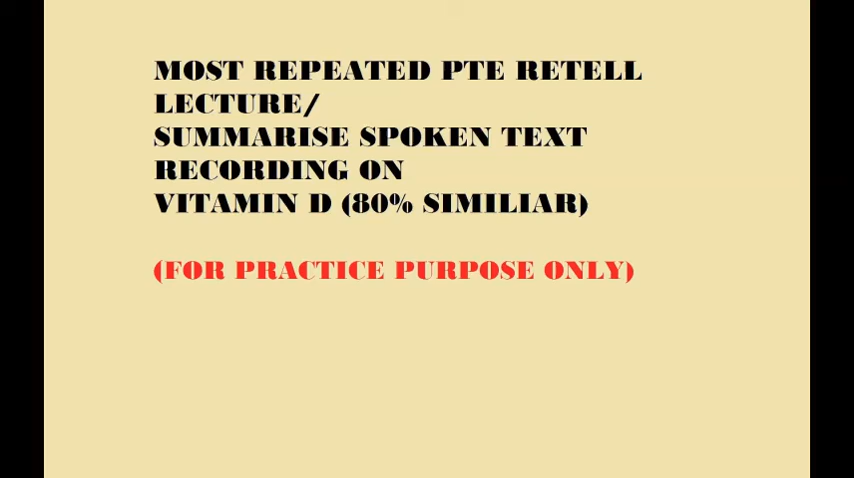 MOST REPEATED PTE RETELL
LECTURE/
SUMMARISE SPOKEN TEXT
RECORDING ON
VITAMIN D (80% SIMILIAR)
(FOR PRACTICE PURPOSE ONLY)